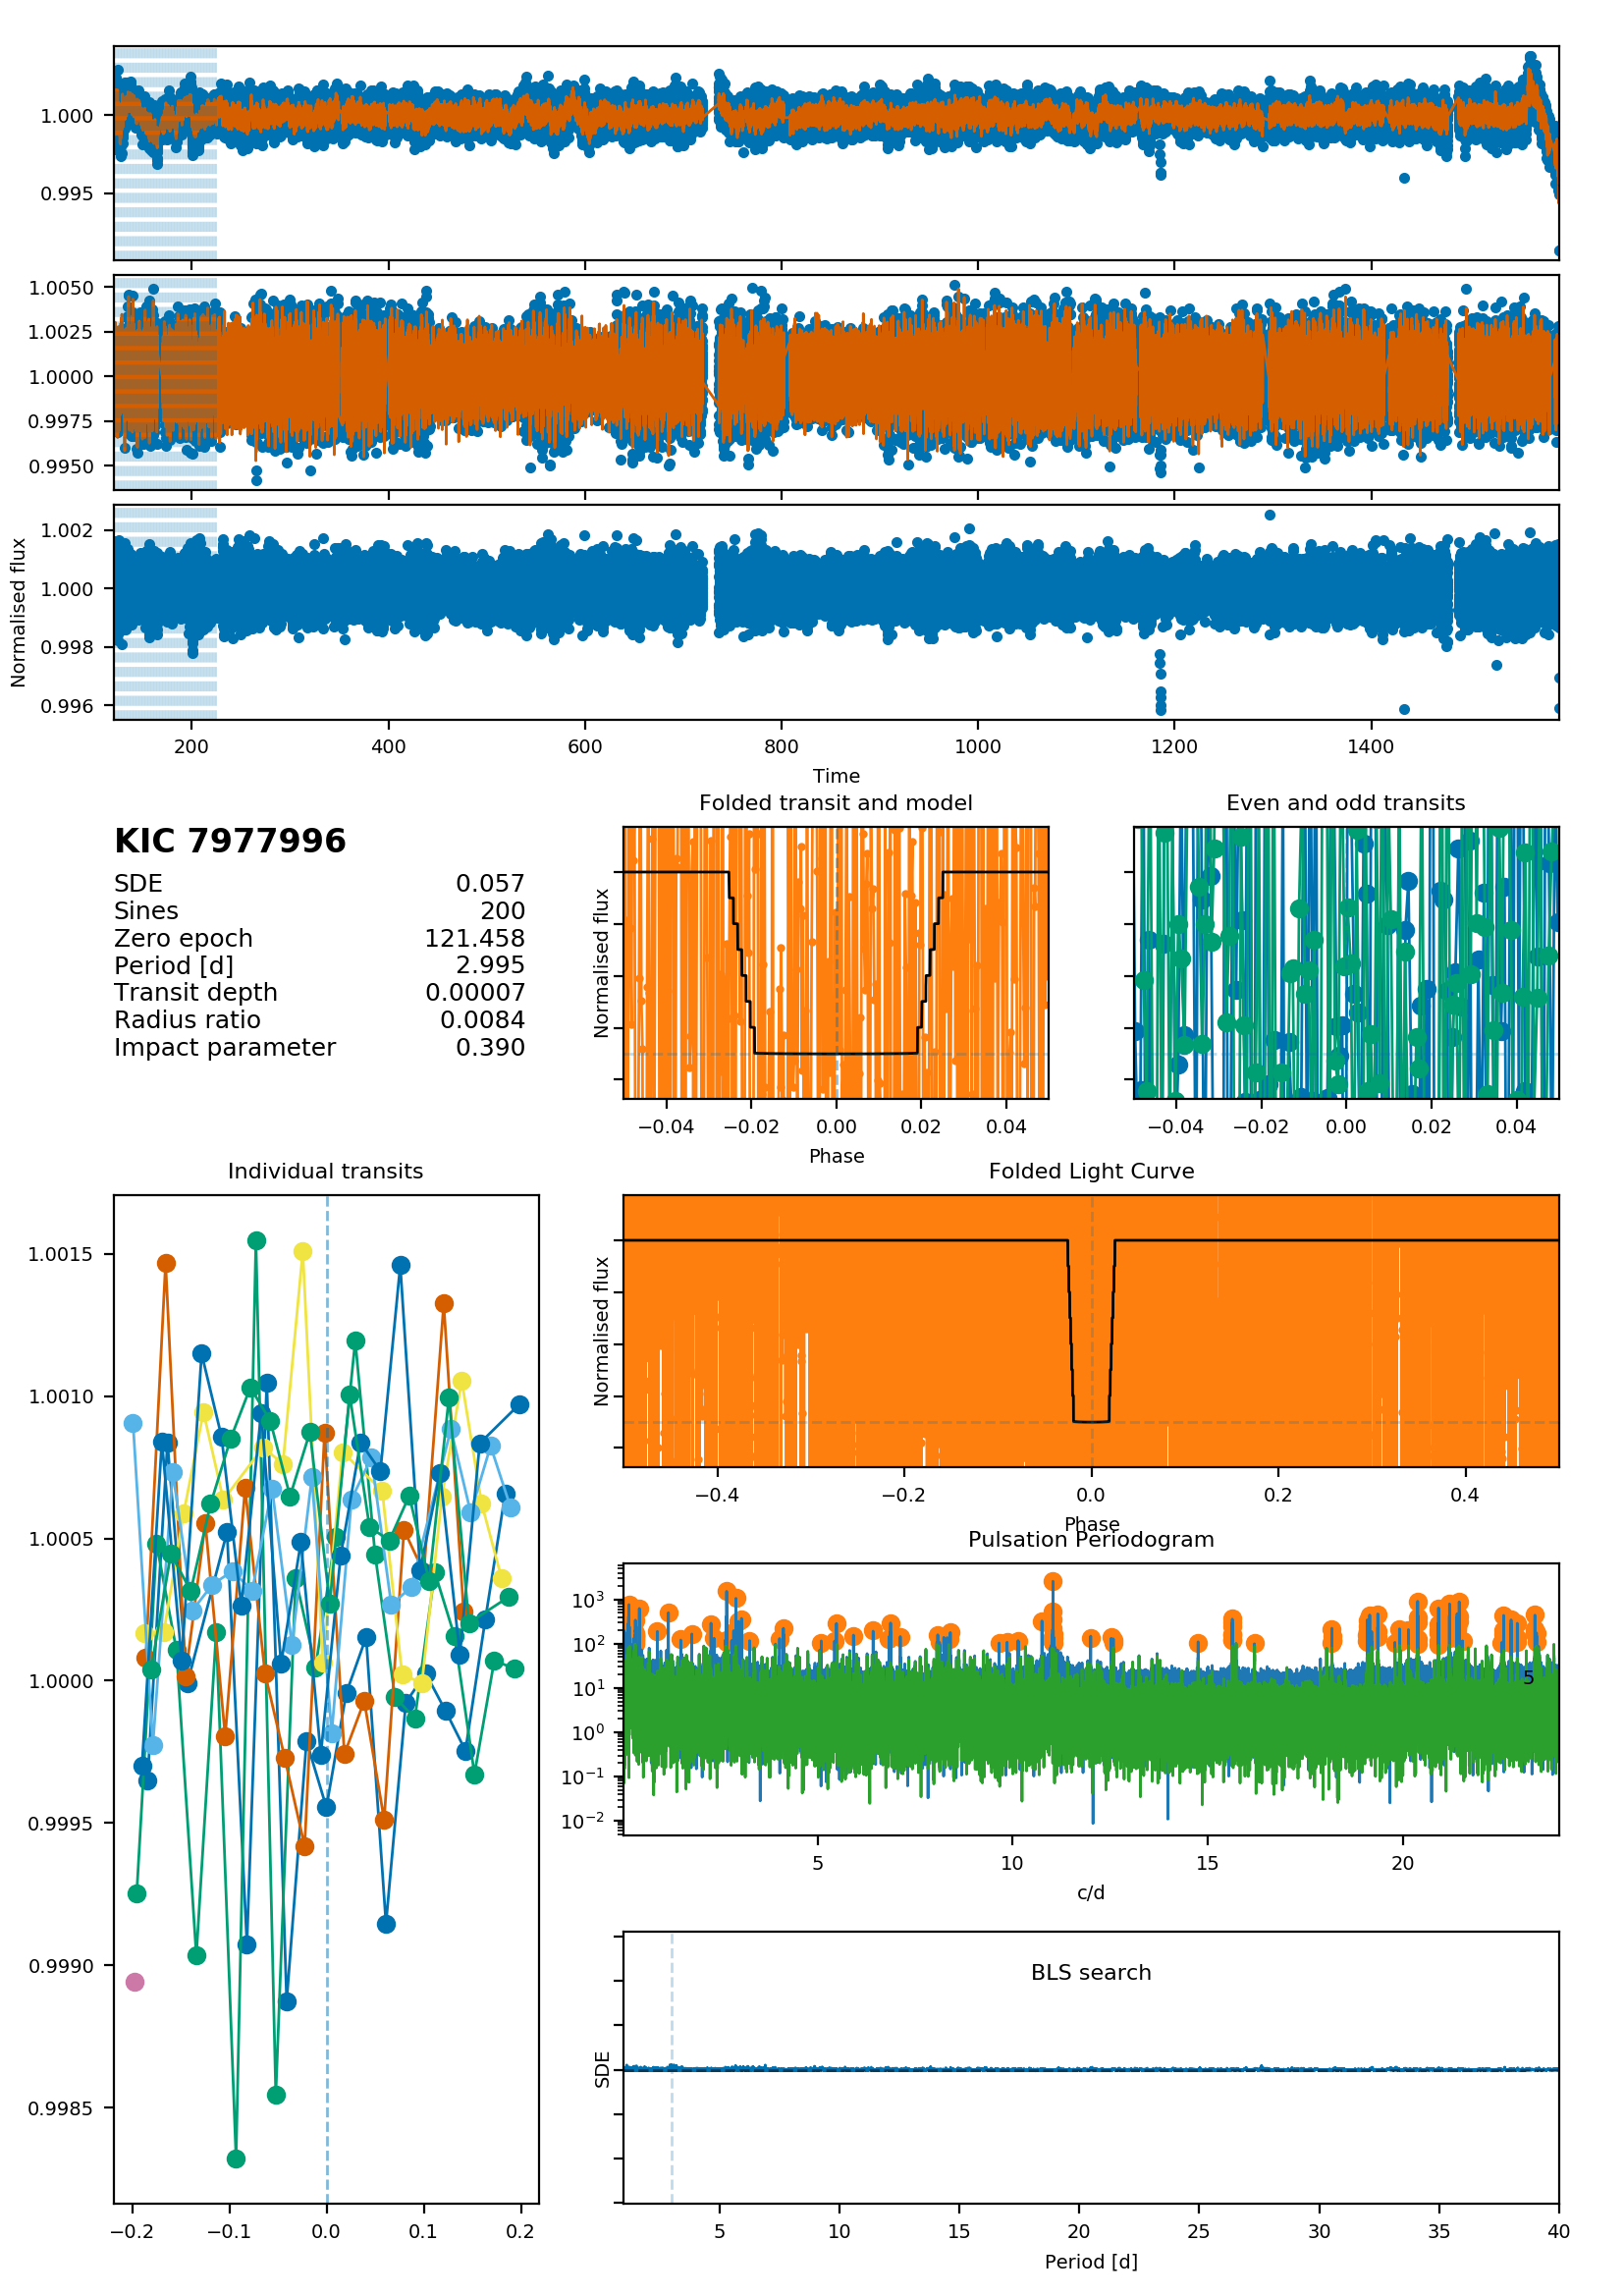 1.000
0.995
1.0050
1.0025
1.0000
0.9975
0.9950
1.002
1.000
0.998
0.996
Normalised flux
200 400 600 800 1000 1200 1400
Time
KIC 7977996
SDE 0.057
Sines 200
Zero epoch 121.458
Period [d] 2.995
Transit depth 0.00007
Radius ratio 0.0084
Impact parameter 0.390
Folded transit and model
Normalised flux
−0.04 −0.02 0.00 0.02 0.04
Phase
Even and odd transits
−0.04 −0.02 0.00 0.02 0.04
Individual transits
1.0015
1.0010
1.0005
1.0000
0.9995
0.9990
0.9985
−0.2 −0.1 0.0 0.1 0.2
Folded Light Curve
Normalised flux
−0.4 −0.2 0.0 0.2 0.4
Phase
Pulsation Periodogram
10³
10²
10¹
10⁰
10⁻¹
10⁻²
5
5 10 15 20
c/d
BLS search
SDE
5 10 15 20 25 30 35 40
Period [d]